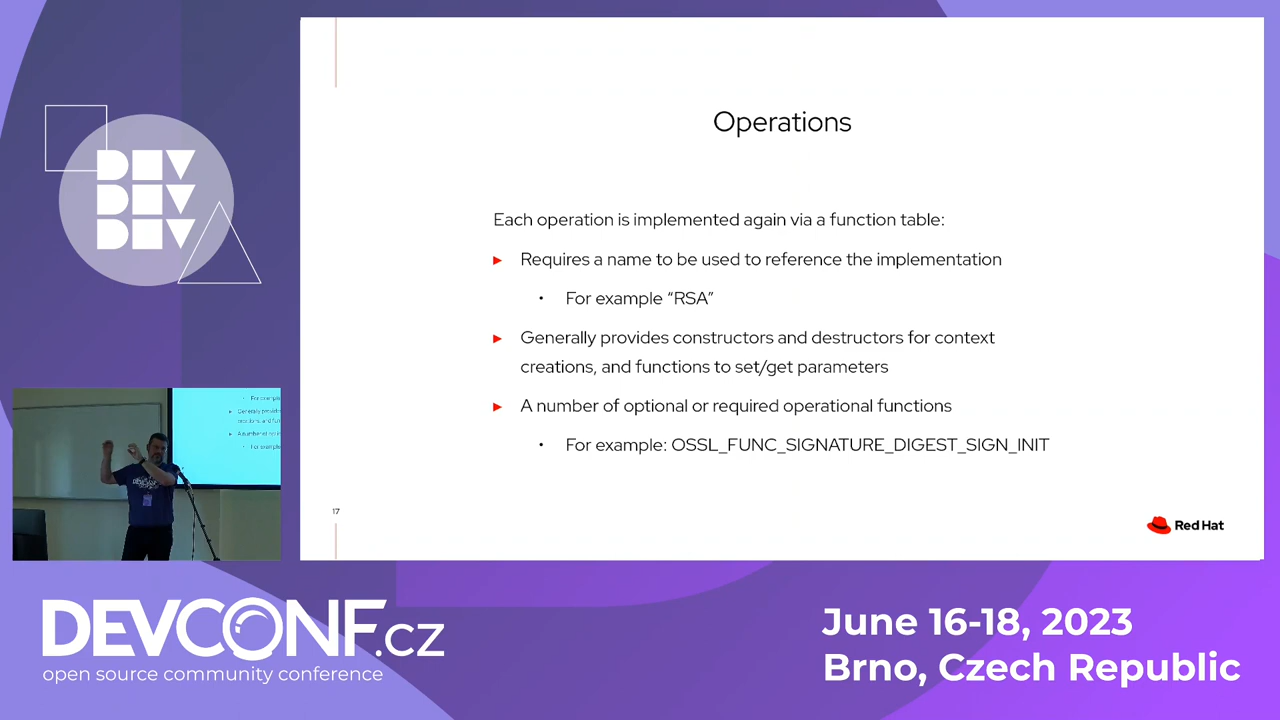 Operations
Each operation is implemented again via a function table:
Requires a name to be used to reference the implementation
For example “RSA”
Generally provides constructors and destructors for context
creations, and functions to set/get parameters
A number of optional or required operational functions
For example: OSSL_FUNC_SIGNATURE_DIGEST_SIGN_INIT
17
Red Hat
DEV
DEV
DEV
DEVCONF.cz
open source community conference
June 16-18, 2023
Brno, Czech Republic